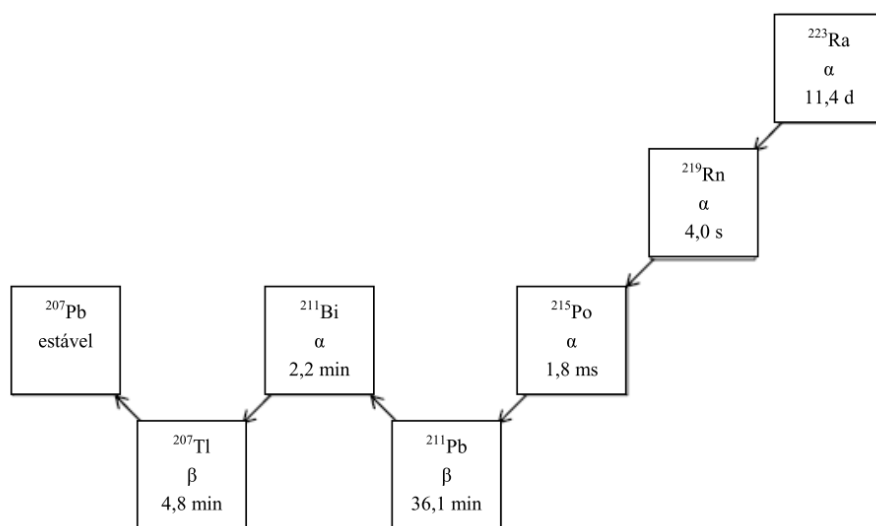 ²²³Ra
α
11,4 d
²¹⁹Rn
α
4,0 s
²⁰⁷Pb
estável
²¹¹Bi
α
2,2 min
²¹⁵Po
α
1,8 ms
²⁰⁷Tl
β
4,8 min
²¹¹Pb
β
36,1 min